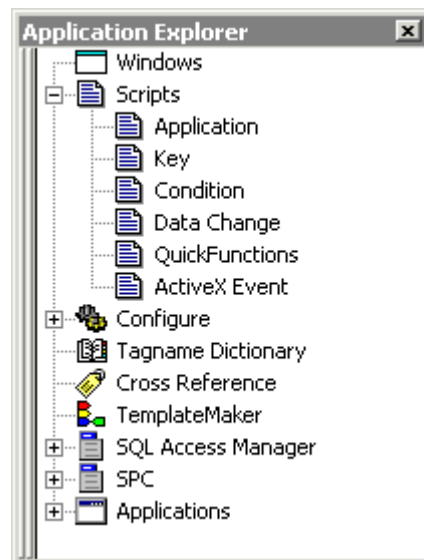 Application Explorer
Windows
Scripts
Application
Key
Condition
Data Change
QuickFunctions
ActiveX Event
Configure
Tagname Dictionary
Cross Reference
TemplateMaker
SQL Access Manager
SPC
Applications